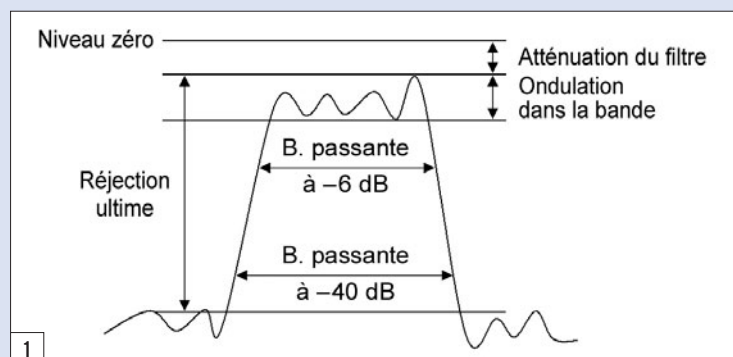 Niveau zéro
Atténuation du filtre
Ondulation
dans la bande
B. passante
à –6 dB
Réjection
ultime
B. passante
à –40 dB
1